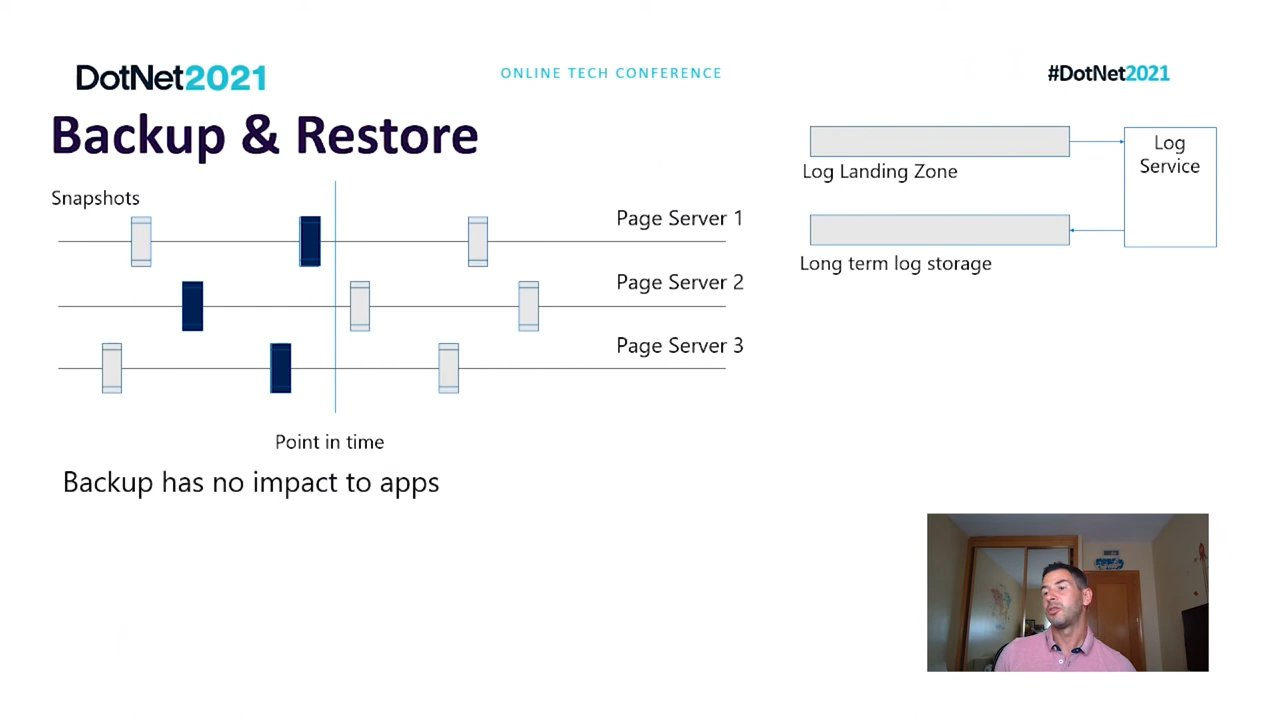 DotNet2021
ONLINE TECH CONFERENCE
#DotNet2021
Backup & Restore
Snapshots
Page Server 1
Page Server 2
Page Server 3
Point in time
Backup has no impact to apps
Log Landing Zone
Log
Service
Long term log storage